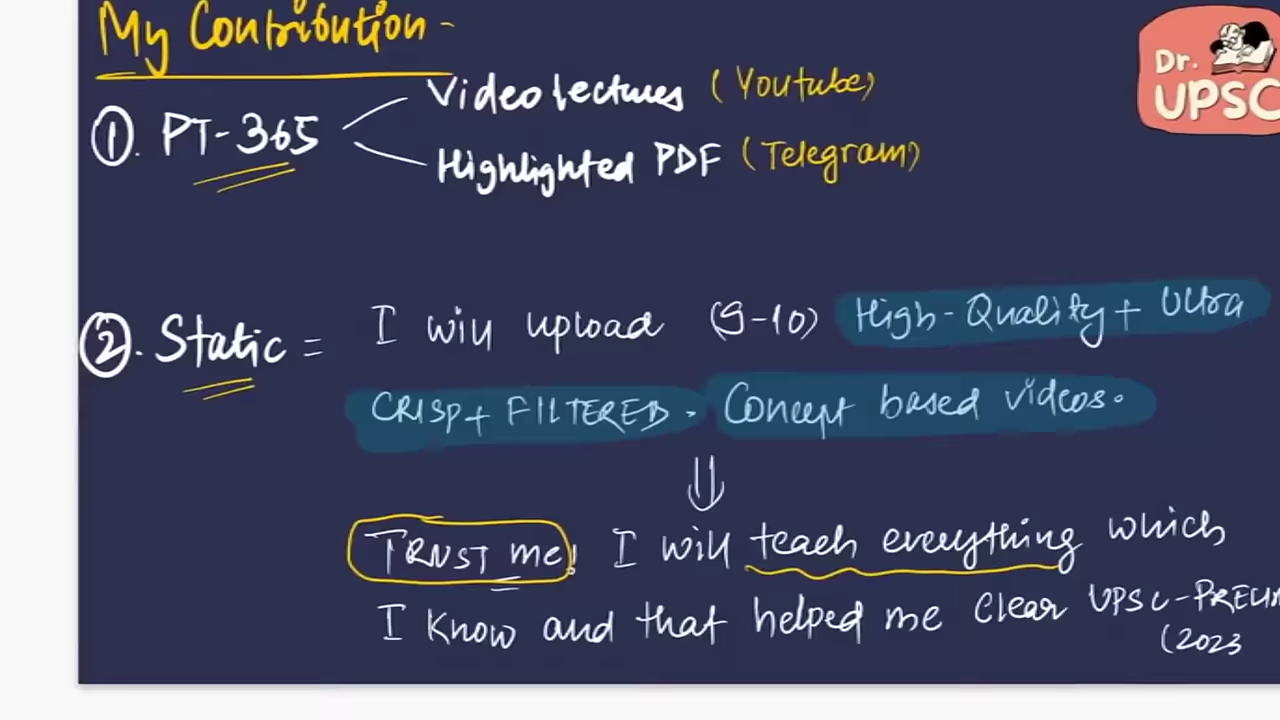 My Contribution -
Dr.
UPSC
① PT-365
Video lectures (Youtube)
Highlighted PDF (Telegram)
②. Static = I will upload (9-10) High-Quality + Ultra
CRISP + FILTERED. Concept based videos.
⇓
TRUST me! I will teach everything which
I know and that helped me clear UPSC-PRELIM
(2023